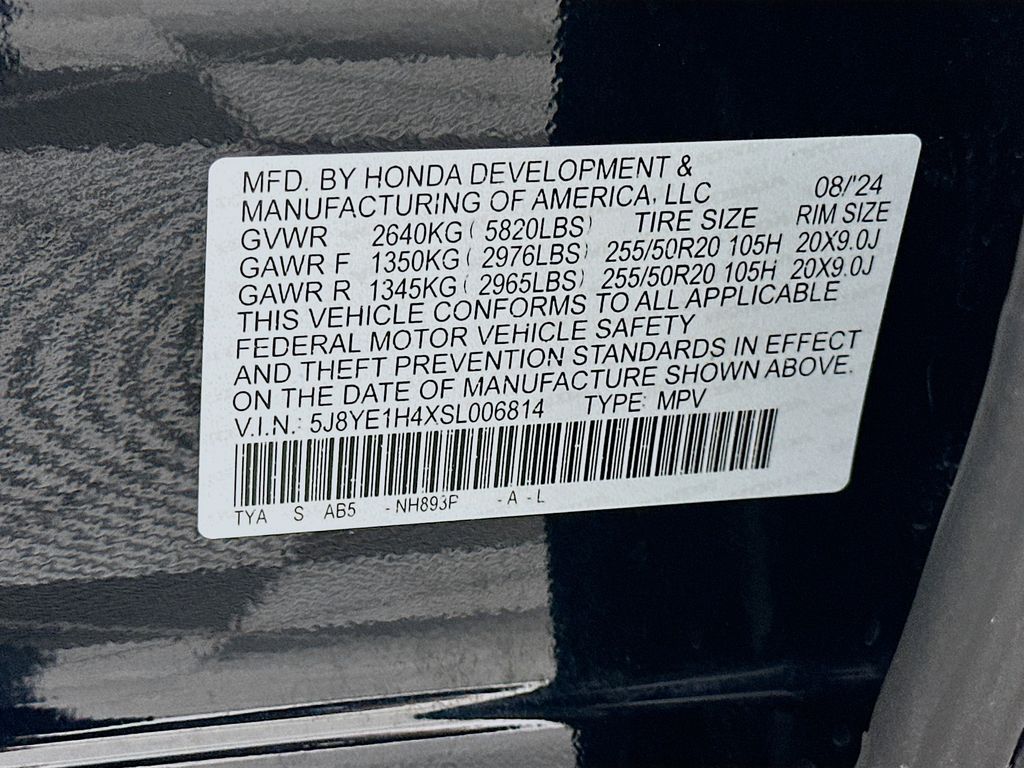 MFD. BY HONDA DEVELOPMENT &
MANUFACTURING OF AMERICA, LLC 08/'24
GVWR 2640KG ( 5820LBS) TIRE SIZE RIM SIZE
GAWR F 1350KG ( 2976LBS) 255/50R20 105H 20X9.0J
GAWR R 1345KG ( 2965LBS) 255/50R20 105H 20X9.0J
THIS VEHICLE CONFORMS TO ALL APPLICABLE
FEDERAL MOTOR VEHICLE SAFETY
AND THEFT PREVENTION STANDARDS IN EFFECT
ON THE DATE OF MANUFACTURE SHOWN ABOVE.
V.I.N.: 5J8YE1H4XSL006814 TYPE: MPV
TYA S AB5 - NH893P - A - L